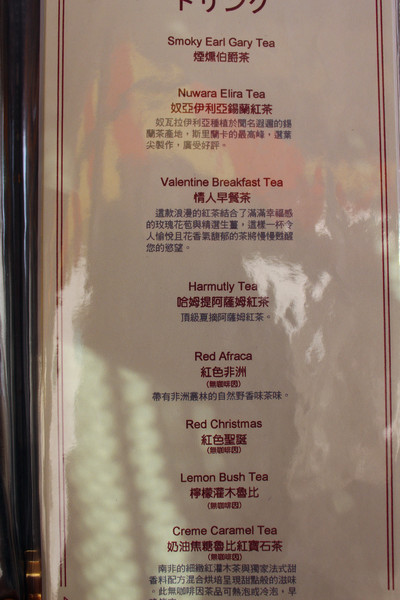 ドリンク
Smoky Earl Gary Tea
煙燻伯爵茶
Nuwara Elira Tea
奴亞伊利亞錫蘭紅茶
奴瓦拉伊利亞種植於聞名遐邇的錫
蘭茶產地，斯里蘭卡的最高峰，選葉
尖製作，廣受好評。
Valentine Breakfast Tea
情人早餐茶
這款浪漫的紅茶結合了滿滿幸福感
的玫瑰花苞與精選生薑，這樣一杯令
人愉悅且花香氣馥郁的茶將慢慢甦醒
您的慾望。
Harmutly Tea
哈姆提阿薩姆紅茶
頂級夏摘阿薩姆紅茶。
Red Afraca
紅色非洲
(無咖啡因)
帶有非洲叢林的自然野香味茶味。
Red Christmas
紅色聖誕
(無咖啡因)
Lemon Bush Tea
檸檬灌木魯比
(無咖啡因)
Creme Caramel Tea
奶油焦糖魯比紅寶石茶
(無咖啡因)
南非的細緻紅灌木茶與獨家法式甜
香料配方混合烘培呈現甜點般的滋味
。此無咖啡因茶品可熱泡或冷泡，早